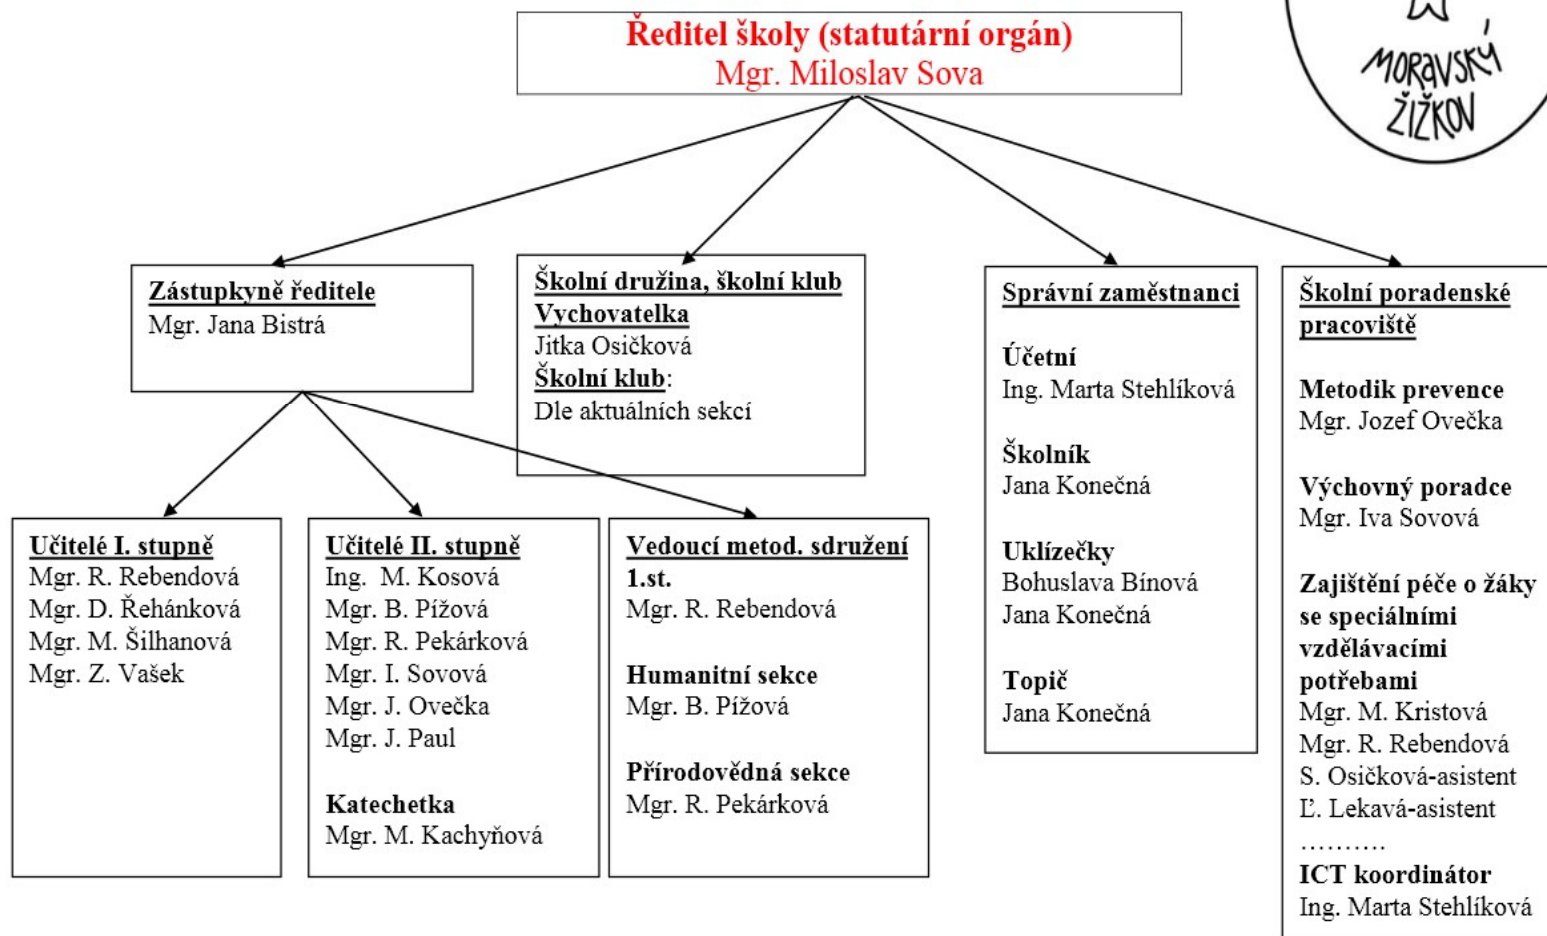 Ředitel školy (statutární orgán)
Mgr. Miloslav Sova
MORAVSKÝ
ŽIŽKOV
Zástupkyně ředitele
Mgr. Jana Bistrá
Školní družina, školní klub
Vychovatelka
Jitka Osičková
Školní klub:
Dle aktuálních sekcí
Správní zaměstnanci
Účetní
Ing. Marta Stehlíková
Školník
Jana Konečná
Uklízečky
Bohuslava Bínová
Jana Konečná
Topič
Jana Konečná
Školní poradenské
pracoviště
Metodik prevence
Mgr. Jozef Ovečka
Výchovný poradce
Mgr. Iva Sovová
Zajištění péče o žáky
se speciálními
vzdělávacími
potřebami
Mgr. M. Kristová
Mgr. R. Rebendová
S. Osičková-asistent
Ľ. Lekavá-asistent
..........
ICT koordinátor
Ing. Marta Stehlíková
Učitelé I. stupně
Mgr. R. Rebendová
Mgr. D. Řehánková
Mgr. M. Šilhanová
Mgr. Z. Vašek
Učitelé II. stupně
Ing.  M. Kosová
Mgr. B. Pížová
Mgr. R. Pekárková
Mgr. I. Sovová
Mgr. J. Ovečka
Mgr. J. Paul
Katechetka
Mgr. M. Kachyňová
Vedoucí metod. sdružení
1.st.
Mgr. R. Rebendová
Humanitní sekce
Mgr. B. Pížová
Přírodovědná sekce
Mgr. R. Pekárková